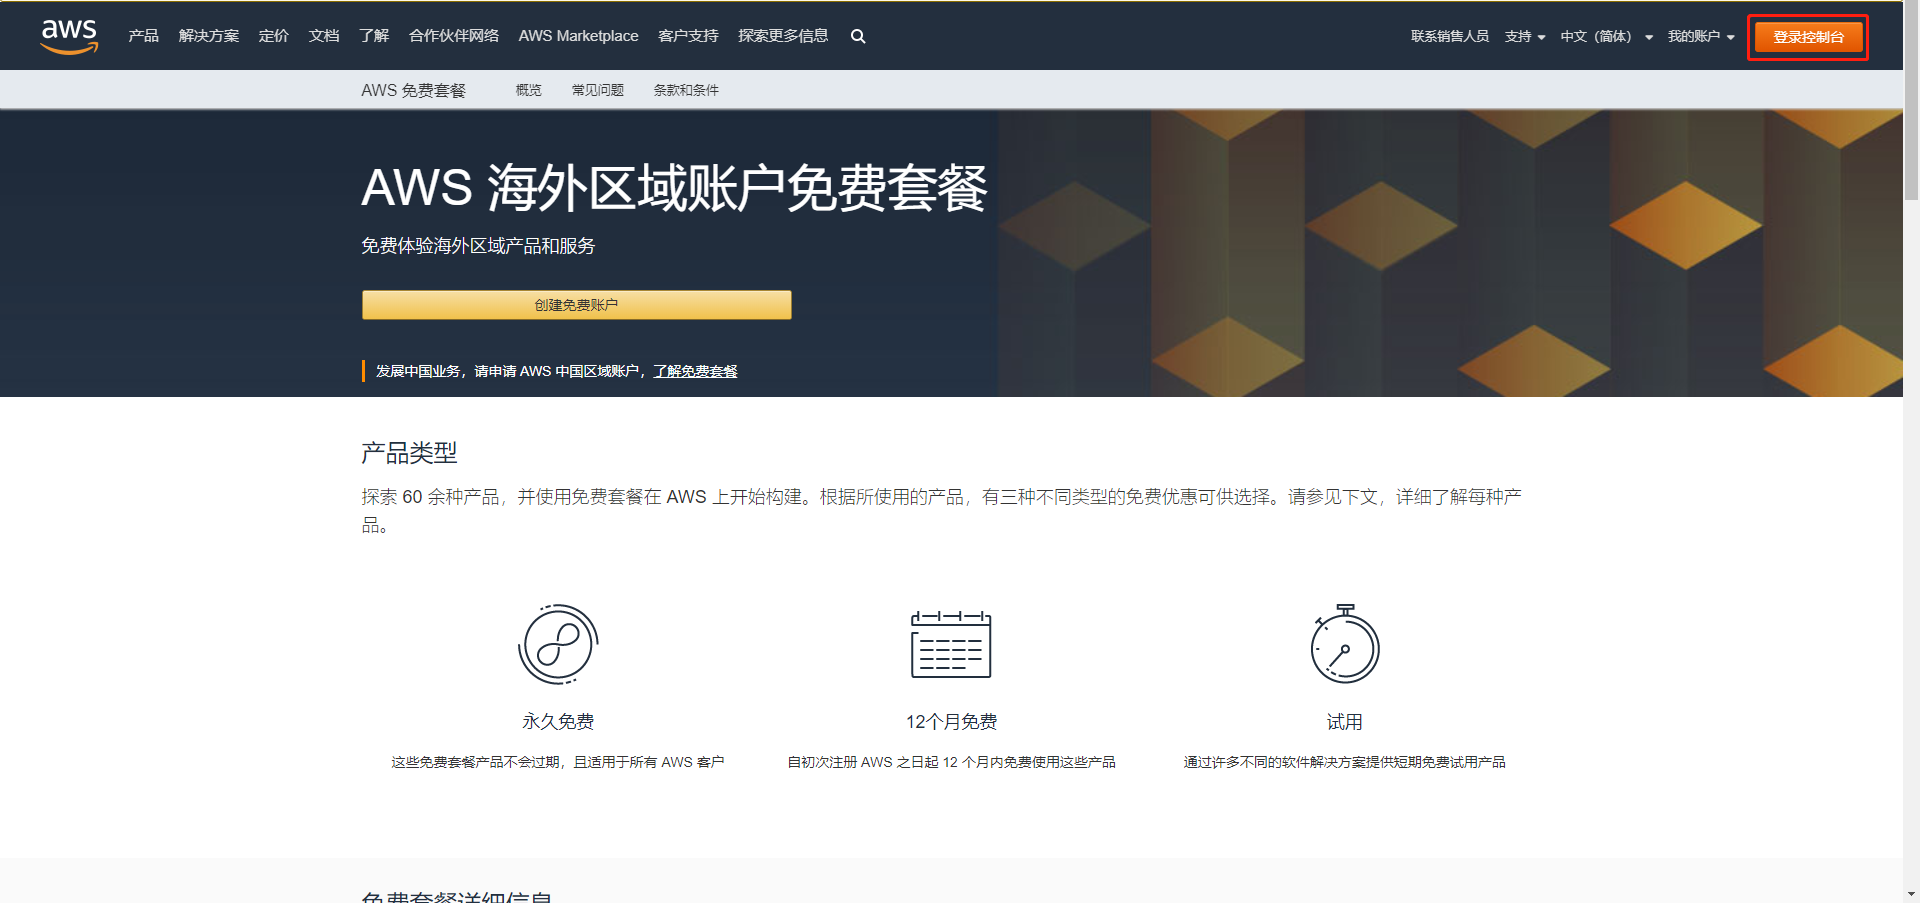 aws
产品 解决方案 定价 文档 了解 合作伙伴网络 AWS Marketplace 客户支持 探索更多信息
联系销售人员 支持 中文（简体） 我的账户 登录控制台
AWS 免费套餐 概览 常见问题 条款和条件
AWS 海外区域账户免费套餐
免费体验海外区域产品和服务
创建免费账户
发展中国业务，请申请 AWS 中国区域账户，了解免费套餐
产品类型
探索 60 余种产品，并使用免费套餐在 AWS 上开始构建。根据所使用的产品，有三种不同类型的免费优惠可供选择。请参见下文，详细了解每种产
品。
永久免费
这些免费套餐产品不会过期，且适用于所有 AWS 客户
12个月免费
自初次注册 AWS 之日起 12 个月内免费使用这些产品
试用
通过许多不同的软件解决方案提供短期免费试用产品
免费套餐详细信息